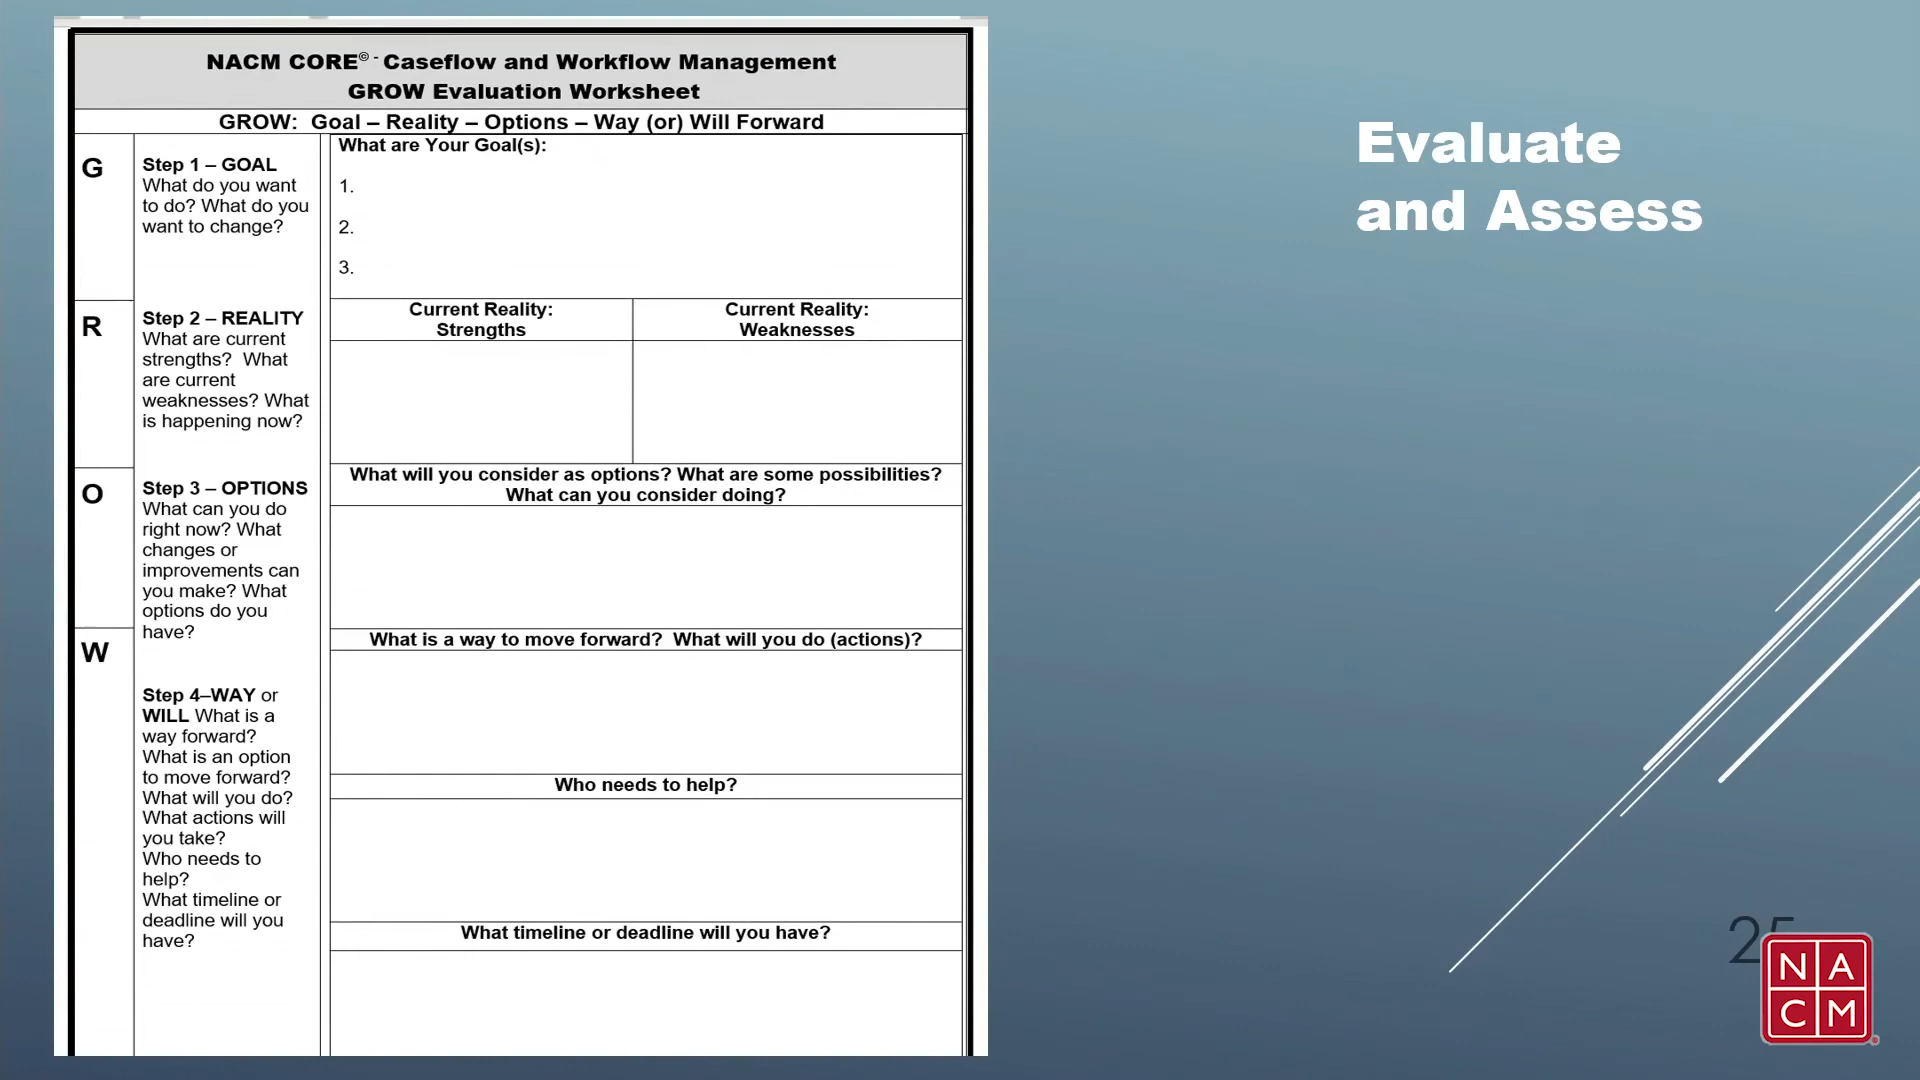 NACM CORE© - Caseflow and Workflow Management
GROW Evaluation Worksheet
GROW: Goal – Reality – Options – Way (or) Will Forward
G
Step 1 – GOAL
What do you want
to do? What do you
want to change?
What are Your Goal(s):
1.
2.
3.
R
Step 2 – REALITY
What are current
strengths? What
are current
weaknesses? What
is happening now?
Current Reality:
Strengths
Current Reality:
Weaknesses
O
Step 3 – OPTIONS
What can you do
right now? What
changes or
improvements can
you make? What
options do you
have?
What will you consider as options? What are some possibilities?
What can you consider doing?
W
Step 4–WAY or
WILL What is a
way forward?
What is an option
to move forward?
What will you do?
What actions will
you take?
Who needs to
help?
What timeline or
deadline will you
have?
What is a way to move forward? What will you do (actions)?
Who needs to help?
What timeline or deadline will you have?
Evaluate
and Assess
25
N A
C M